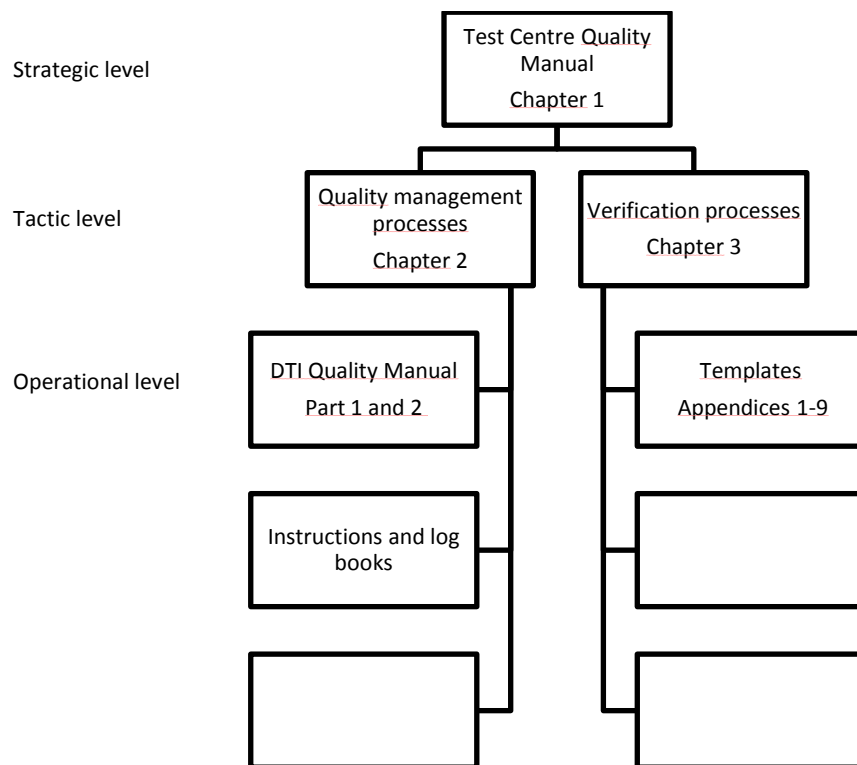 Strategic level
Test Centre Quality
Manual
Chapter 1
Tactic level
Quality management
processes
Chapter 2
Verification processes
Chapter 3
Operational level
DTI Quality Manual
Part 1 and 2
Templates
Appendices 1-9
Instructions and log
books